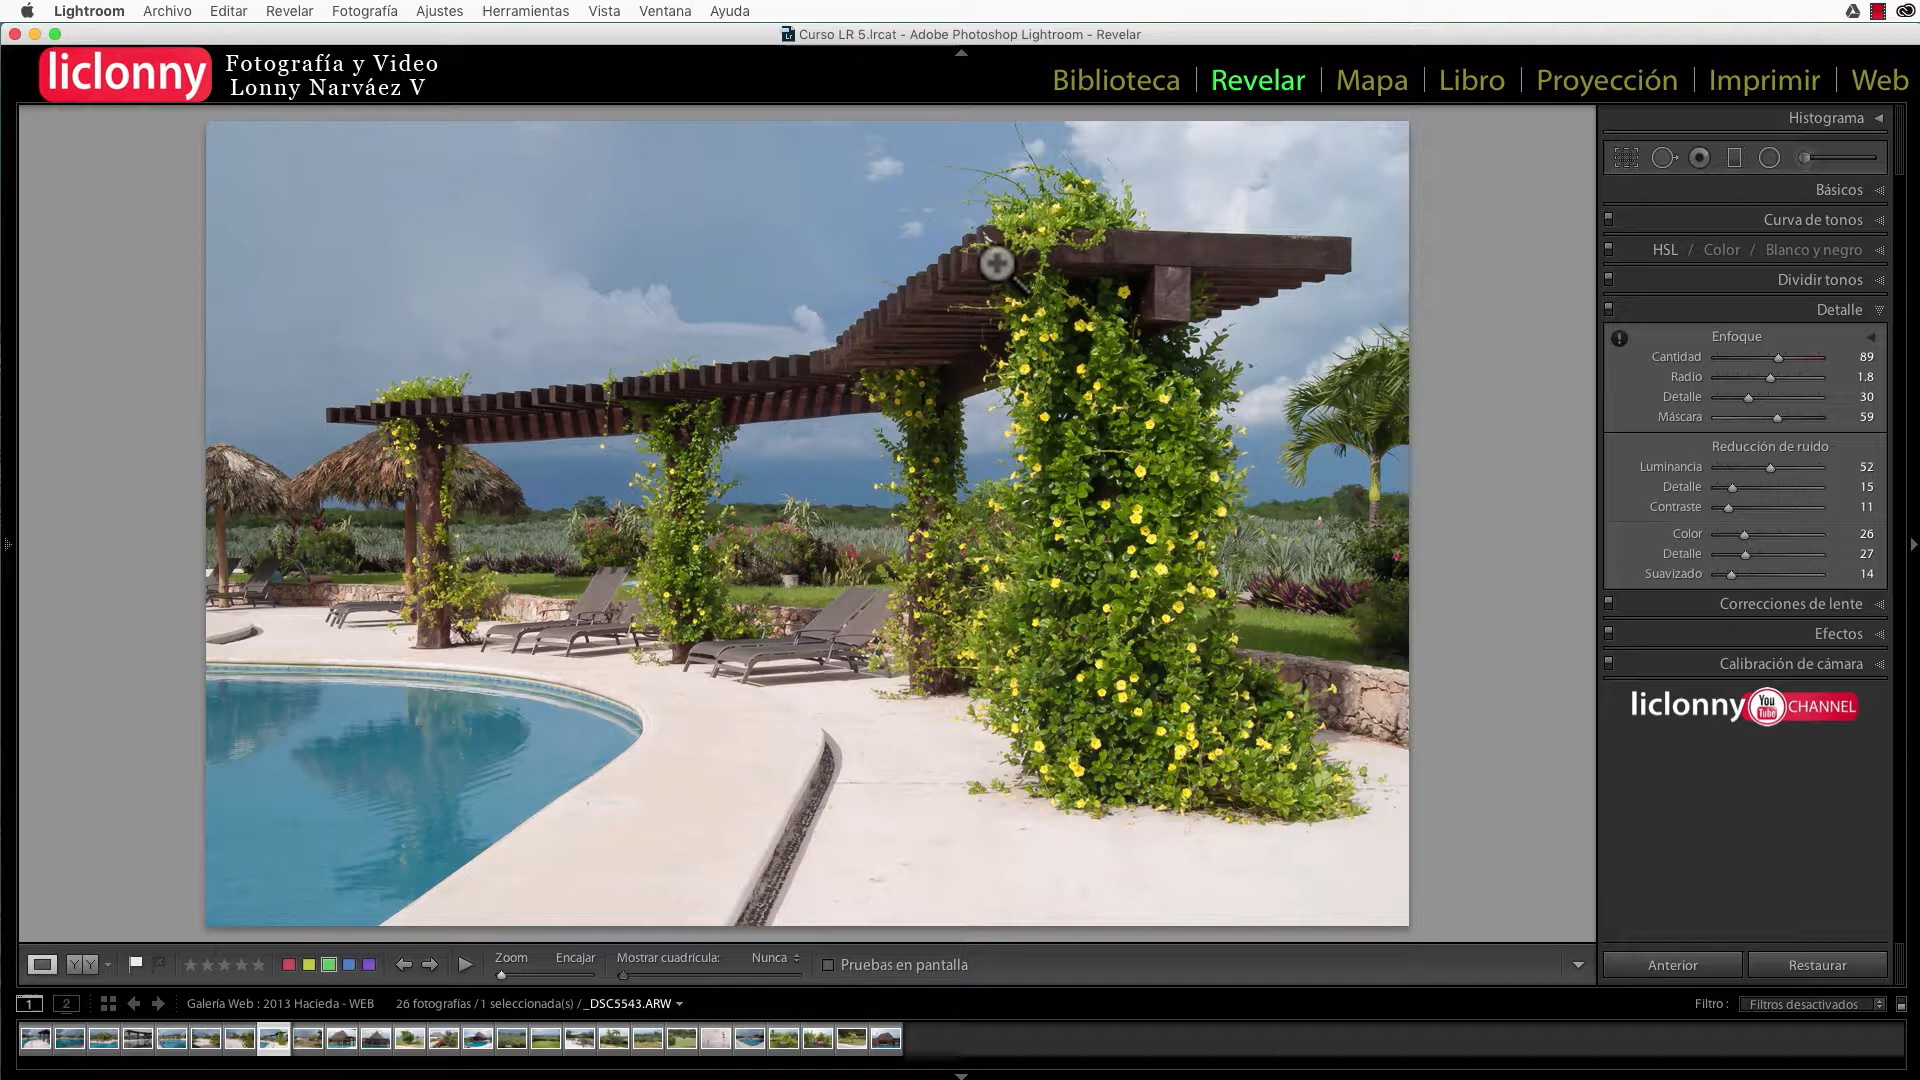 Lightroom Archivo Editar Revelar Fotografía Ajustes Herramientas Vista Ventana Ayuda
Curso LR 5.lrcat - Adobe Photoshop Lightroom - Revelar
liclonny
Fotografía y Video
Lonny Narváez V
Biblioteca | Revelar | Mapa | Libro | Proyección | Imprimir | Web
Histograma
Básicos
Curva de tonos
HSL / Color / Blanco y negro
Dividir tonos
Detalle
Enfoque
Cantidad 89
Radio 1.8
Detalle 30
Máscara 59
Reducción de ruido
Luminancia 52
Detalle 15
Contraste 11
Color 26
Detalle 27
Suavizado 14
Correcciones de lente
Efectos
Calibración de cámara
liclonny You Tube CHANNEL
Zoom Encajar Mostrar cuadrícula: Nunca Pruebas en pantalla
Anterior Restaurar
1 2 Galería Web : 2013 Hacieda - WEB 26 fotografías / 1 seleccionada(s) / _DSC5543.ARW
Filtro : Filtros desactivados